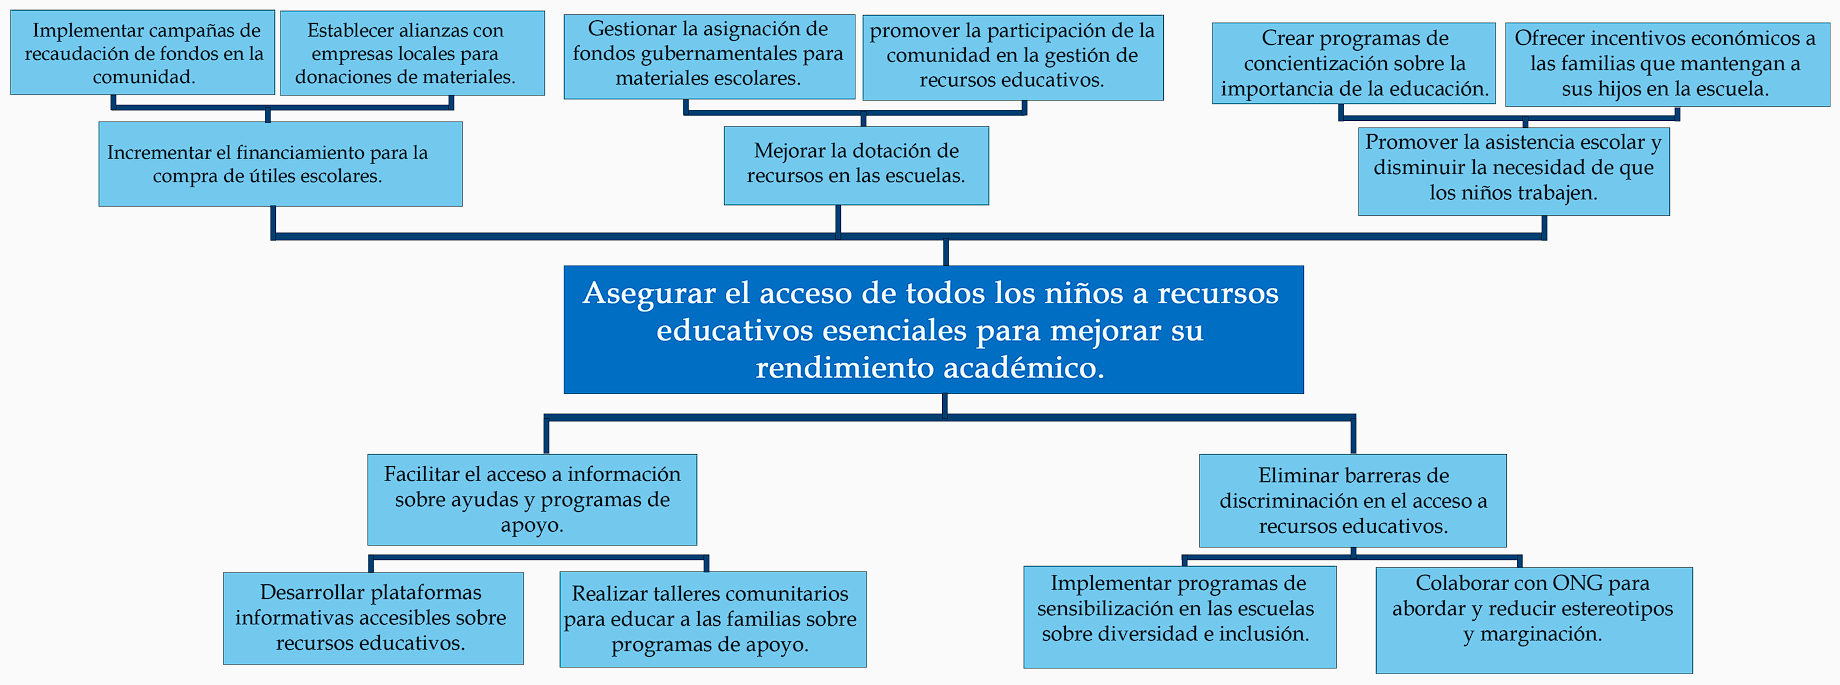 Implementar campañas de
recaudación de fondos en la
comunidad.
Establecer alianzas con
empresas locales para
donaciones de materiales.
Gestionar la asignación de
fondos gubernamentales para
materiales escolares.
promover la participación de la
comunidad en la gestión de
recursos educativos.
Crear programas de
concientización sobre la
importancia de la educación.
Ofrecer incentivos económicos a
las familias que mantengan a
sus hijos en la escuela.
Incrementar el financiamiento para la
compra de útiles escolares.
Mejorar la dotación de
recursos en las escuelas.
Promover la asistencia escolar y
disminuir la necesidad de que
los niños trabajen.
Asegurar el acceso de todos los niños a recursos
educativos esenciales para mejorar su
rendimiento académico.
Facilitar el acceso a información
sobre ayudas y programas de
apoyo.
Eliminar barreras de
discriminación en el acceso a
recursos educativos.
Desarrollar plataformas
informativas accesibles sobre
recursos educativos.
Realizar talleres comunitarios
para educar a las familias sobre
programas de apoyo.
Implementar programas de
sensibilización en las escuelas
sobre diversidad e inclusión.
Colaborar con ONG para
abordar y reducir estereotipos
y marginación.